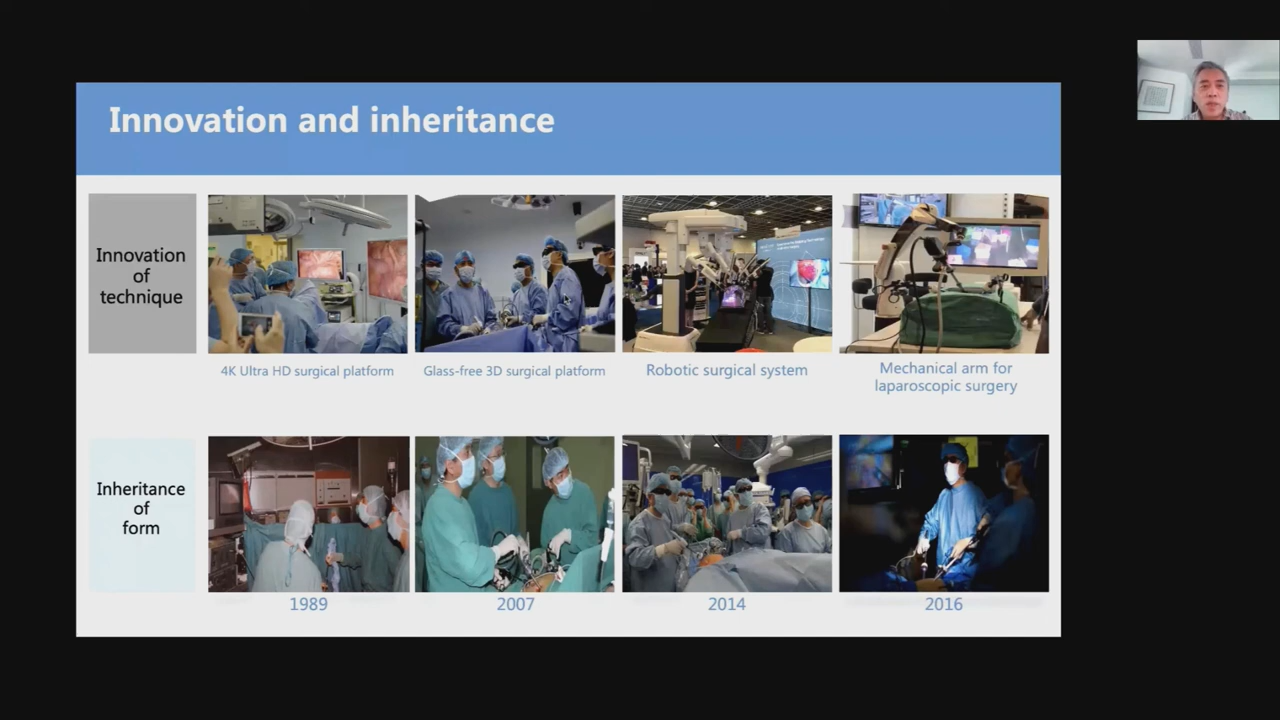 Innovation and inheritance
Innovation
of
technique
4K Ultra HD surgical platform
Glass-free 3D surgical platform
Robotic surgical system
Mechanical arm for
laparoscopic surgery
Inheritance
of
form
1989
2007
2014
2016